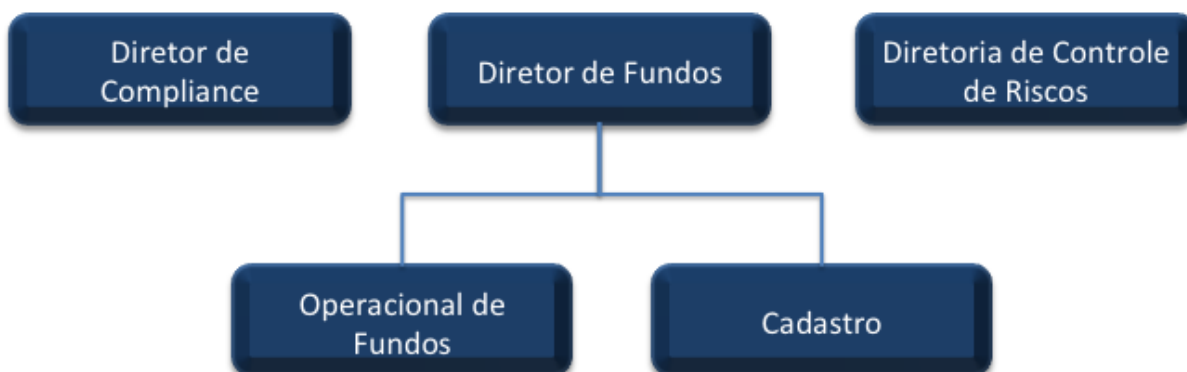 Diretor de
Compliance
Diretor de Fundos
Diretoria de Controle
de Riscos
Operacional de
Fundos
Cadastro